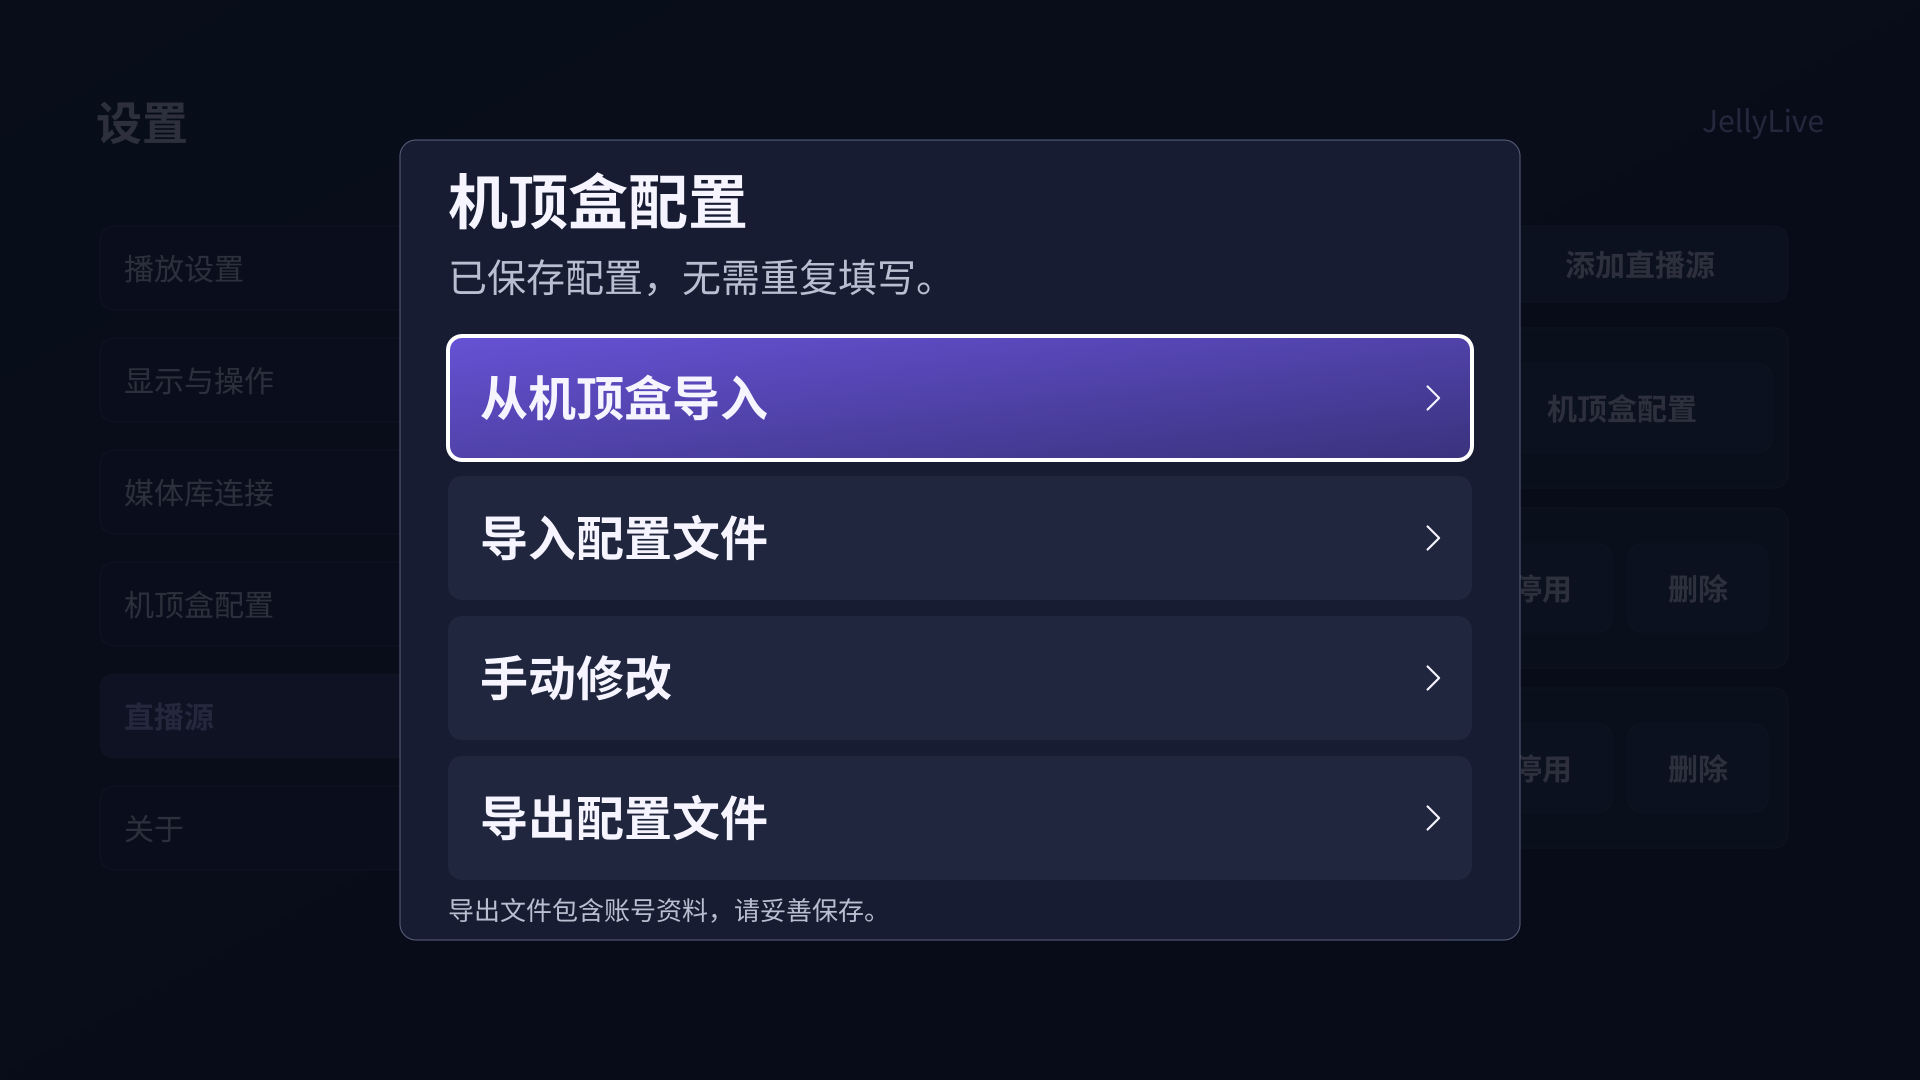 设置
JellyLive
机顶盒配置
已保存配置，无需重复填写。
从机顶盒导入
导入配置文件
手动修改
导出配置文件
导出文件包含账号资料，请妥善保存。
播放设置
显示与操作
媒体库连接
机顶盒配置
直播源
关于
添加直播源
机顶盒配置
停用
删除
停用
删除